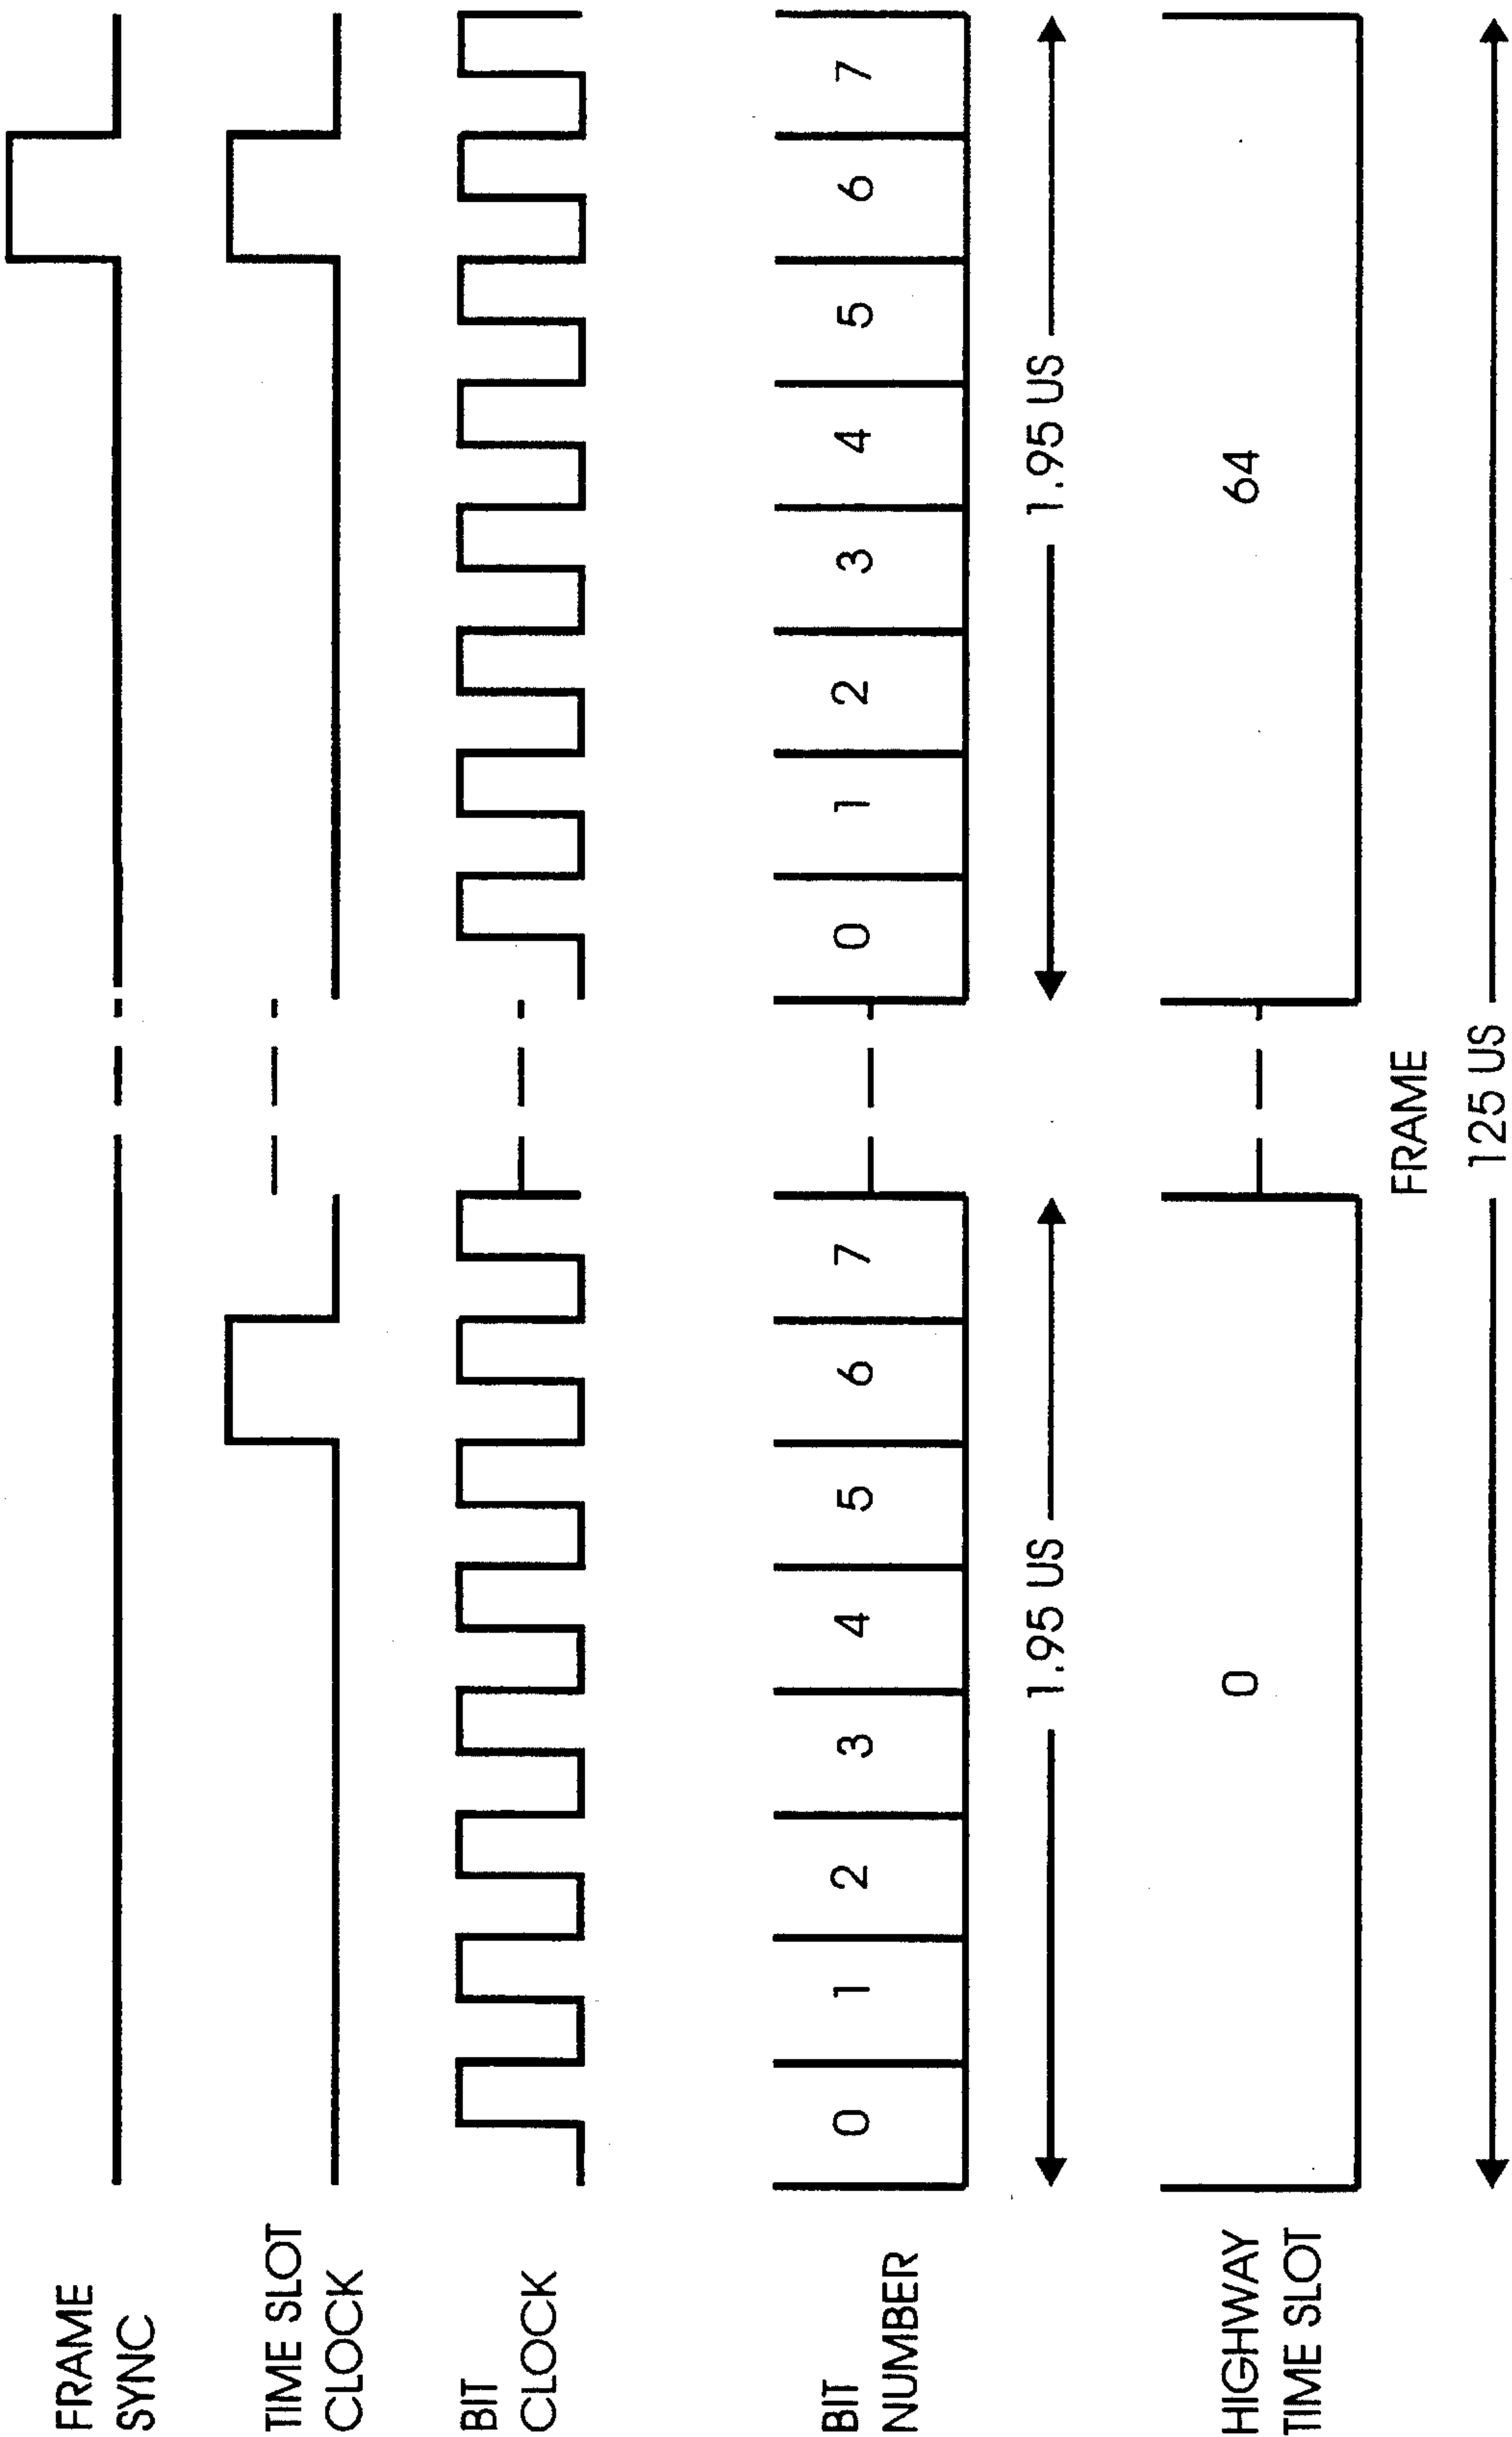 FRAME
SYNC
TIME SLOT
CLOCK
BIT
CLOCK
BIT
NUMBER
0 1 2 3 4 5 6 7
0 1 2 3 4 5 6 7
1.95 US
1.95 US
HIGHWAY
TIME SLOT
0
64
FRAME
125 US